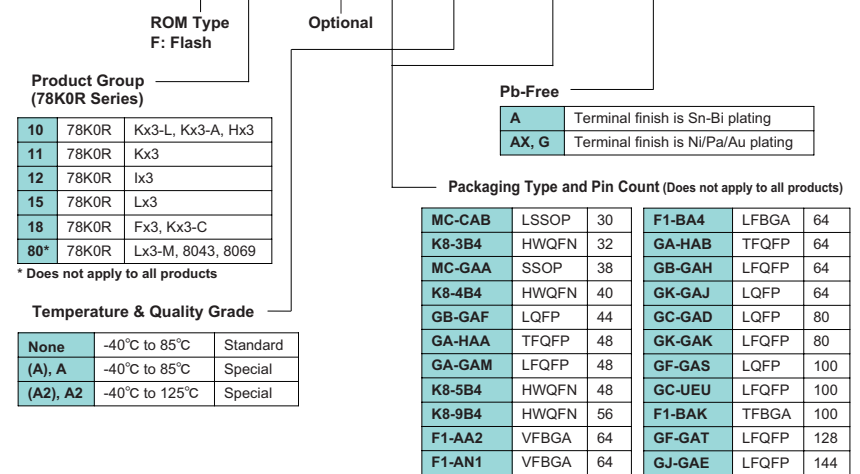 ROM Type
F: Flash
Optional
Product Group
(78K0R Series)
10 78K0R Kx3-L, Kx3-A, Hx3
11 78K0R Kx3
12 78K0R Ix3
15 78K0R Lx3
18 78K0R Fx3, Kx3-C
80* 78K0R Lx3-M, 8043, 8069
* Does not apply to all products
Temperature & Quality Grade
None -40°C to 85°C Standard
(A), A -40°C to 85°C Special
(A2), A2 -40°C to 125°C Special
Pb-Free
A Terminal finish is Sn-Bi plating
AX, G Terminal finish is Ni/Pa/Au plating
Packaging Type and Pin Count (Does not apply to all products)
MC-CAB LSSOP 30
K8-3B4 HWQFN 32
MC-GAA SSOP 38
K8-4B4 HWQFN 40
GB-GAF LQFP 44
GA-HAA TFQFP 48
GA-GAM LFQFP 48
K8-5B4 HWQFN 48
K8-9B4 HWQFN 56
F1-AA2 VFBGA 64
F1-AN1 VFBGA 64
F1-BA4 LFBGA 64
GA-HAB TFQFP 64
GB-GAH LFQFP 64
GK-GAJ LQFP 64
GC-GAD LQFP 80
GK-GAK LFQFP 80
GF-GAS LQFP 100
GC-UEU LFQFP 100
F1-BAK TFBGA 100
GF-GAT LFQFP 128
GJ-GAE LFQFP 144